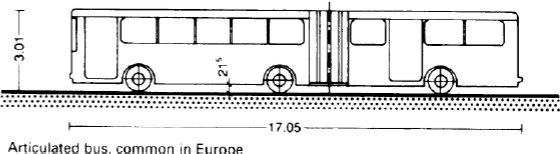 3.01
21⁵
17.05
Articulated bus, common in Europe